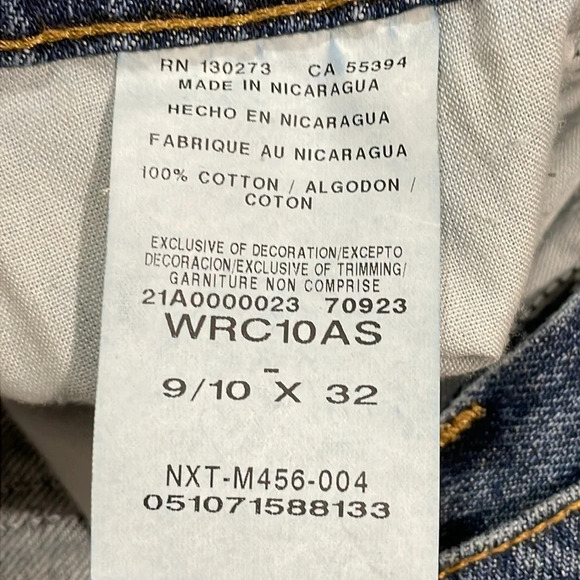 RN 130273 CA 55394
MADE IN NICARAGUA
HECHO EN NICARAGUA
FABRIQUE AU NICARAGUA
100% COTTON / ALGODON /
COTON
EXCLUSIVE OF DECORATION/EXCEPTO
DECORACION/EXCLUSIVE OF TRIMMING/
GARNITURE NON COMPRISE
21A0000023 70923
WRC10AS
-
9/10 X 32
NXT-M456-004
051071588133